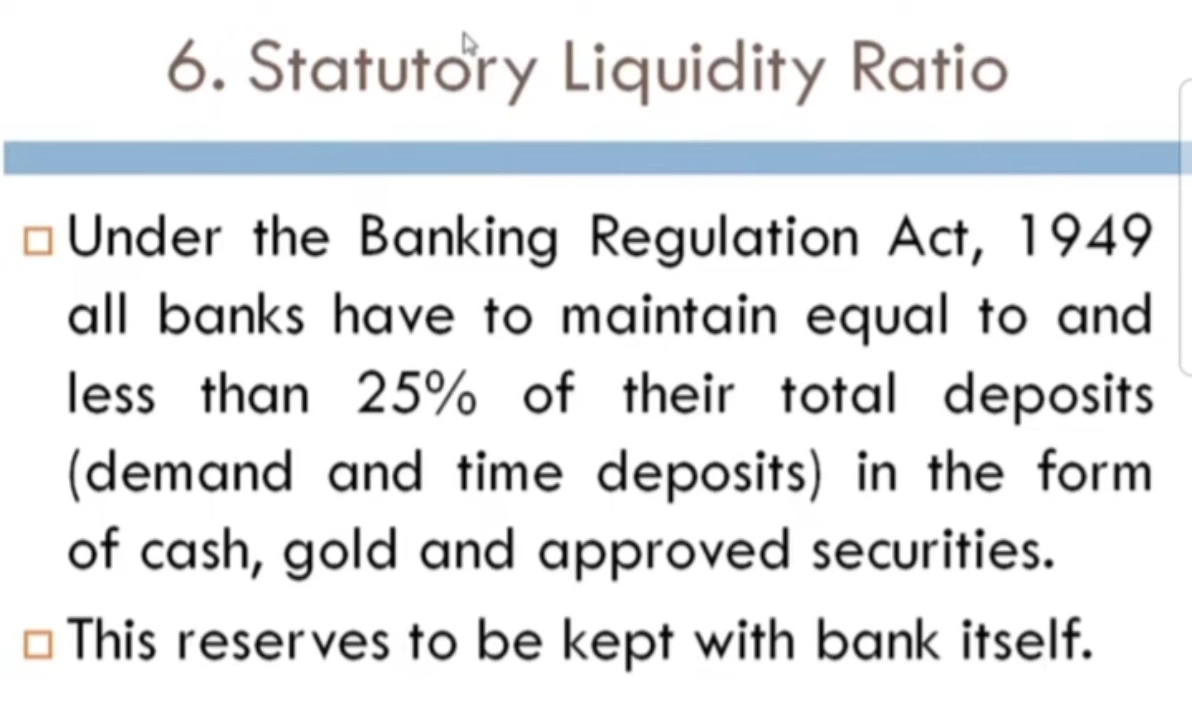 6. Statutory Liquidity Ratio
Under the Banking Regulation Act, 1949
all banks have to maintain equal to and
less than 25% of their total deposits
(demand and time deposits) in the form
of cash, gold and approved securities.
This reserves to be kept with bank itself.